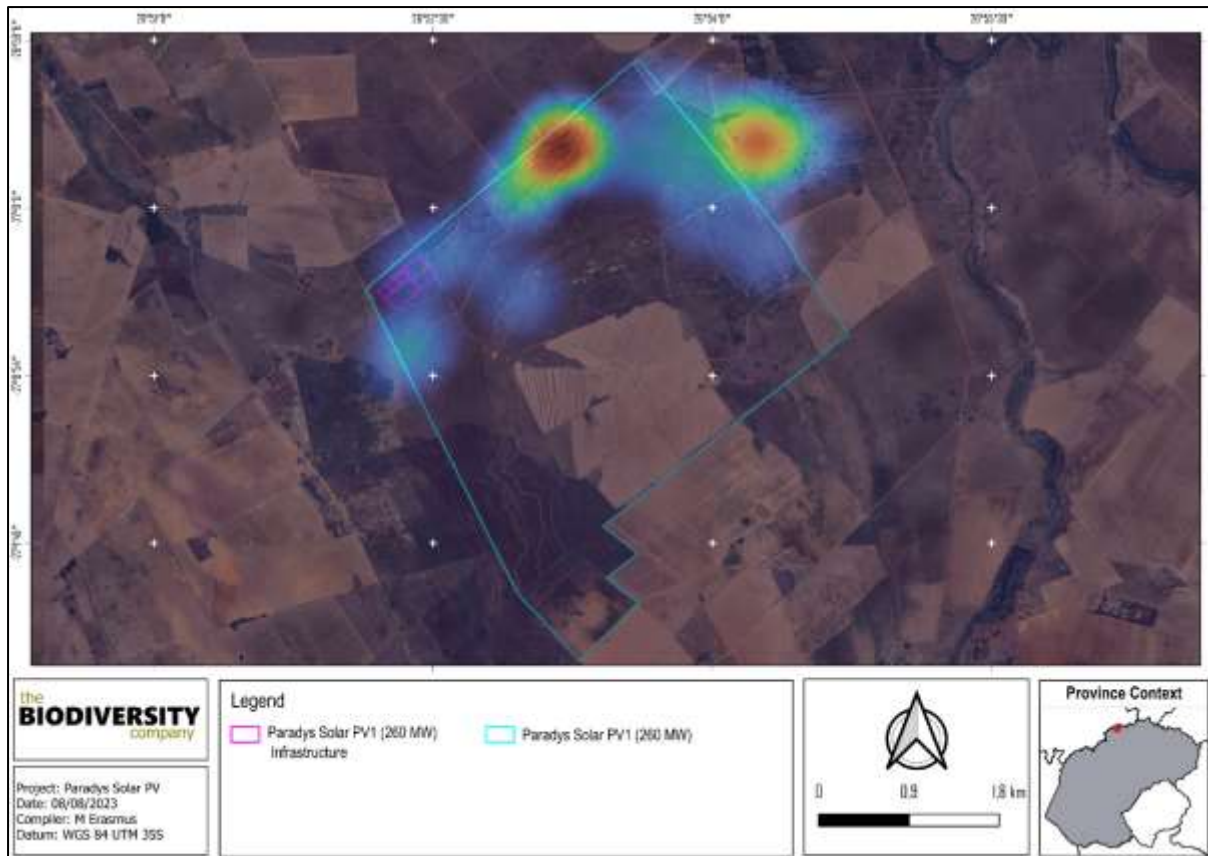 the
BIODIVERSITY
company
Project: Paradys Solar PV
Date: 08/08/2023
Compiler: M Erasmus
Datum: WGS 84 UTM 35S
Legend
Paradys Solar PV1 (260 MW)
Infrastructure
Paradys Solar PV1 (260 MW)
0 0,9 1,8 km
Province Context